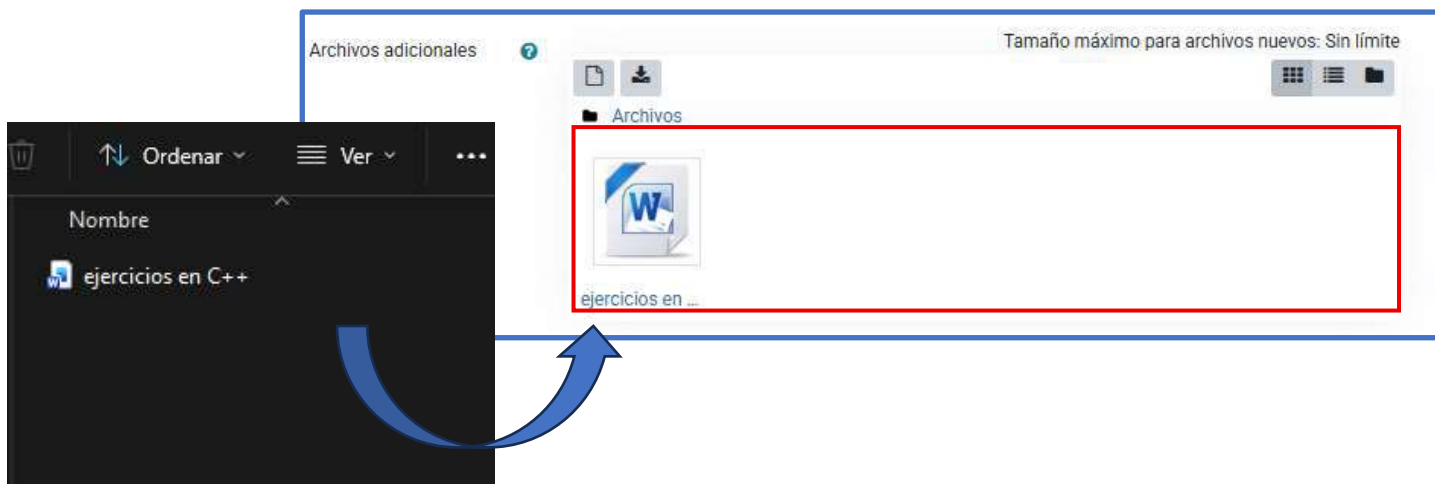 Archivos adicionales
Tamaño máximo para archivos nuevos: Sin límite
Archivos
W
ejercicios en ...
Ordenar
Ver
Nombre
ejercicios en C++